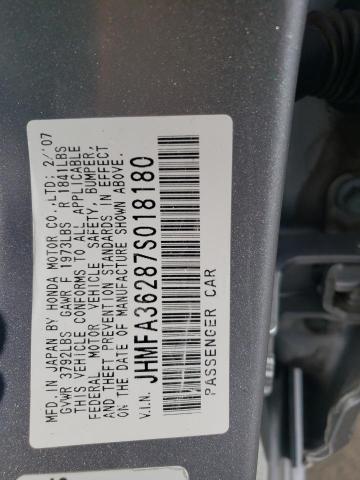 MFD. IN JAPAN BY HONDA MOTOR CO.,LTD; 2/'07
GVWR 3792LBS GAWR F 1973LBS R 1841LBS
THIS VEHICLE CONFORMS TO ALL APPLICABLE
FEDERAL MOTOR VEHICLE SAFETY, BUMPER,
AND THEFT PREVENTION STANDARDS IN EFFECT
ON THE DATE OF MANUFACTURE SHOWN ABOVE.
V.I.N. JHMFA36287S018180
PASSENGER CAR